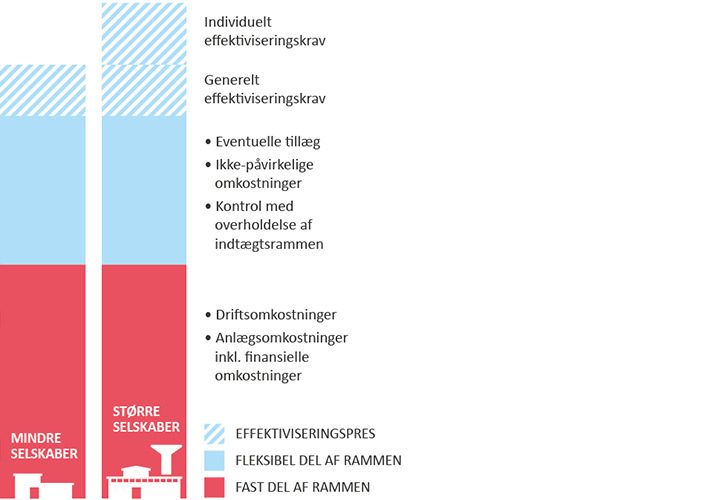 Individuelt
effektiviseringskrav
Generelt
effektiviseringskrav
• Eventuelle tillæg
• Ikke-påvirkelige
omkostninger
• Kontrol med
overholdelse af
indtægtsrammen
• Driftsomkostninger
• Anlægsomkostninger
inkl. finansielle
omkostninger
MINDRE
SELSKABER
STØRRE
SELSKABER
EFFEKTIVISERINGSPRES
FLEKSIBEL DEL AF RAMMEN
FAST DEL AF RAMMEN